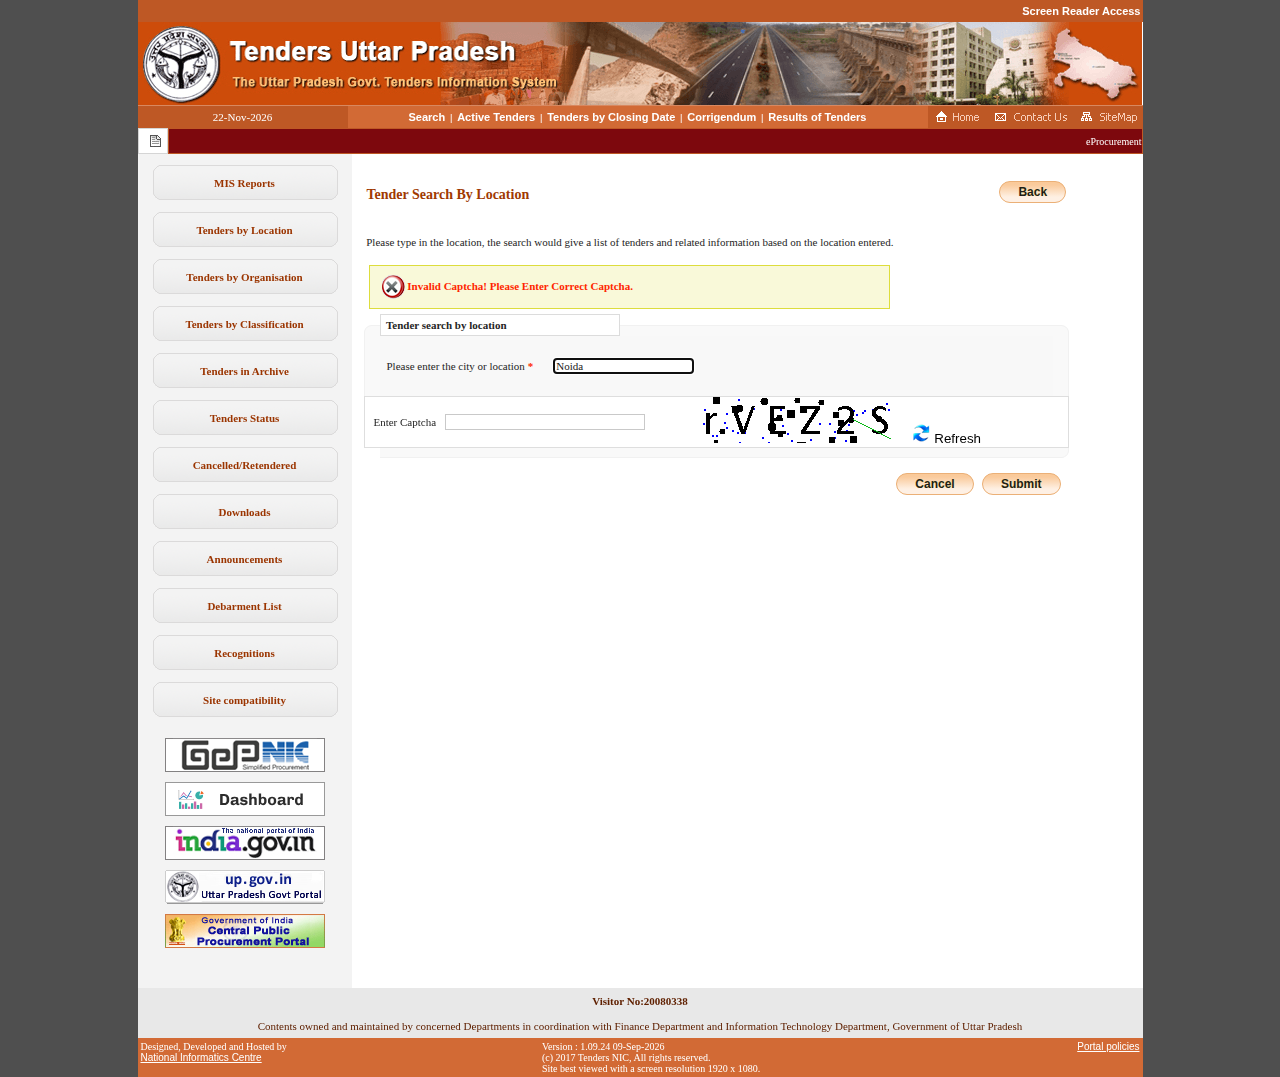 Screen Reader Access
Tenders Uttar Pradesh
The Uttar Pradesh Govt. Tenders Information System
22-Nov-2026
Search | Active Tenders | Tenders by Closing Date | Corrigendum | Results of Tenders
Home
Contact Us
SiteMap
eProcurement
MIS Reports
Tenders by Location
Tenders by Organisation
Tenders by Classification
Tenders in Archive
Tenders Status
Cancelled/Retendered
Downloads
Announcements
Debarment List
Recognitions
Site compatibility
GePNIC
Simplified Procurement
Dashboard
The national portal of India
india.gov.in
up.gov.in
Uttar Pradesh Govt Portal
Government of India
Central Public
Procurement Portal
Tender Search By Location
Back
Please type in the location, the search would give a list of tenders and related information based on the location entered.
Invalid Captcha! Please Enter Correct Captcha.
Tender search by location
Please enter the city or location *
Noida
Enter Captcha
rVEZ2S
Refresh
Cancel
Submit
Visitor No:20080338
Contents owned and maintained by concerned Departments in coordination with Finance Department and Information Technology Department, Government of Uttar Pradesh
Designed, Developed and Hosted by
National Informatics Centre
Version : 1.09.24 09-Sep-2026
(c) 2017 Tenders NIC, All rights reserved.
Site best viewed with a screen resolution 1920 x 1080.
Portal policies